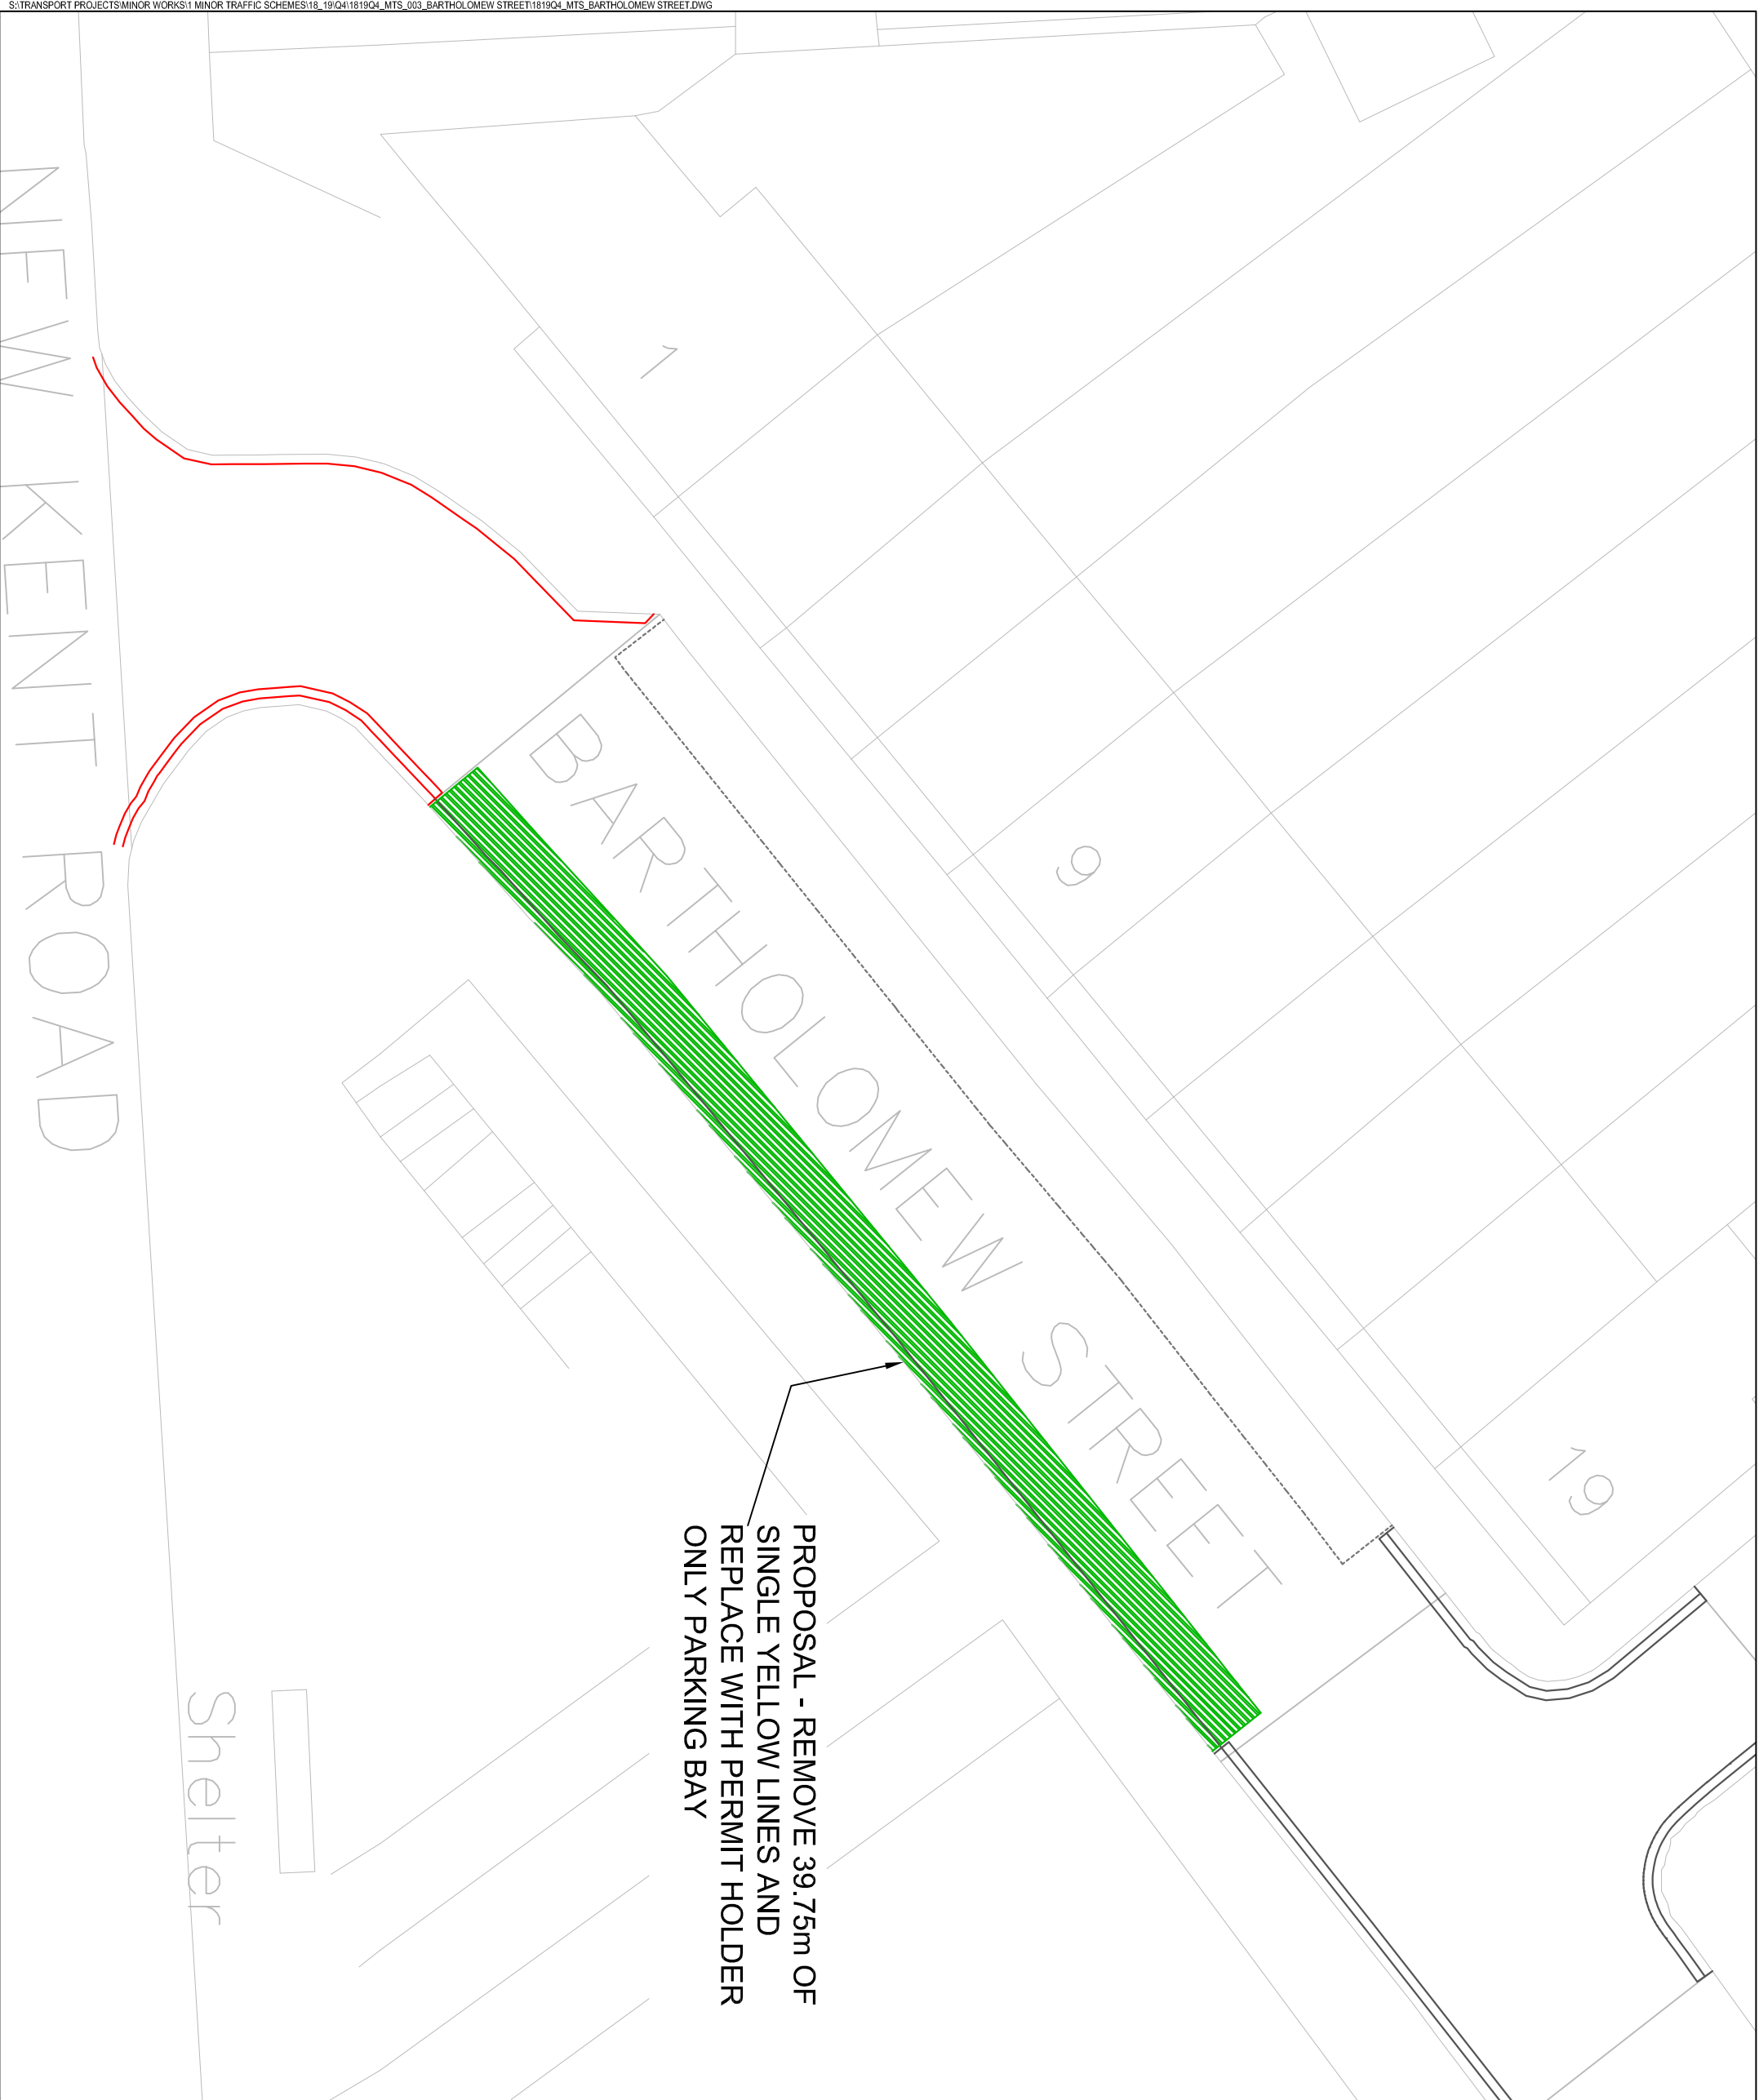 S:\TRANSPORT PROJECTS\MINOR WORKS\1 MINOR TRAFFIC SCHEMES\18_19\Q4\1819Q4_MTS_003_BARTHOLOMEW STREET\1819Q4_MTS_BARTHOLOMEW STREET.DWG
NEW KENT ROAD
1
9
19
BARTHOLOMEW STREET
PROPOSAL - REMOVE 39.75m OF
SINGLE YELLOW LINES AND
REPLACE WITH PERMIT HOLDER
ONLY PARKING BAY
Shelter